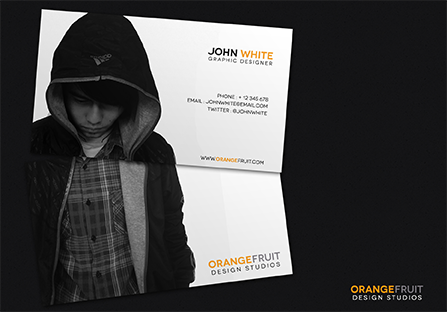 JOHN WHITE
GRAPHIC DESIGNER
PHONE : + 12 345 678
EMAIL : JOHNWHITE@EMAIL.COM
TWITTER : @JOHNWHITE
WWW.ORANGEFRUIT.COM
ORANGEFRUIT
DESIGN STUDIOS
ORANGEFRUIT
DESIGN STUDIOS